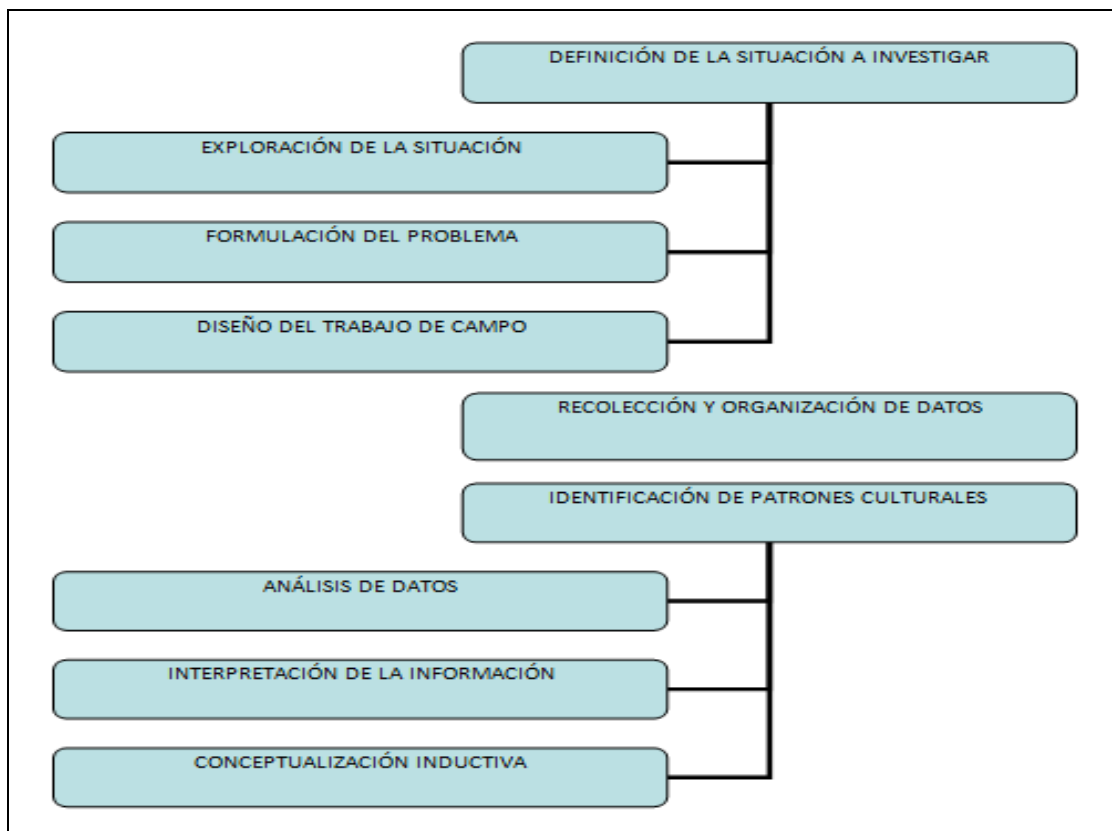 DEFINICIÓN DE LA SITUACIÓN A INVESTIGAR
EXPLORACIÓN DE LA SITUACIÓN
FORMULACIÓN DEL PROBLEMA
DISEÑO DEL TRABAJO DE CAMPO
RECOLECCIÓN Y ORGANIZACIÓN DE DATOS
IDENTIFICACIÓN DE PATRONES CULTURALES
ANÁLISIS DE DATOS
INTERPRETACIÓN DE LA INFORMACIÓN
CONCEPTUALIZACIÓN INDUCTIVA